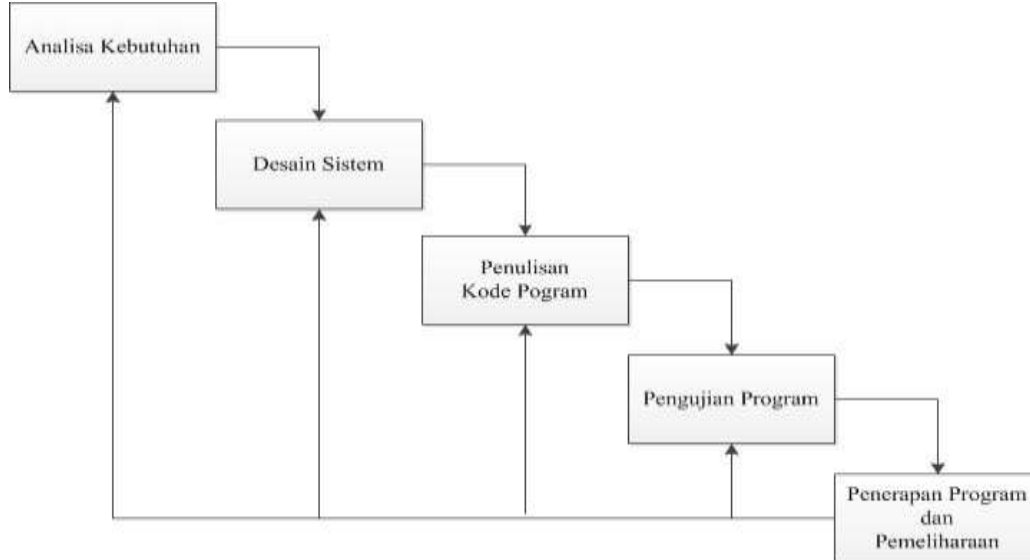 Analisa Kebutuhan
Desain Sistem
Penulisan
Kode Pogram
Pengujian Program
Penerapan Program
dan
Pemeliharaan